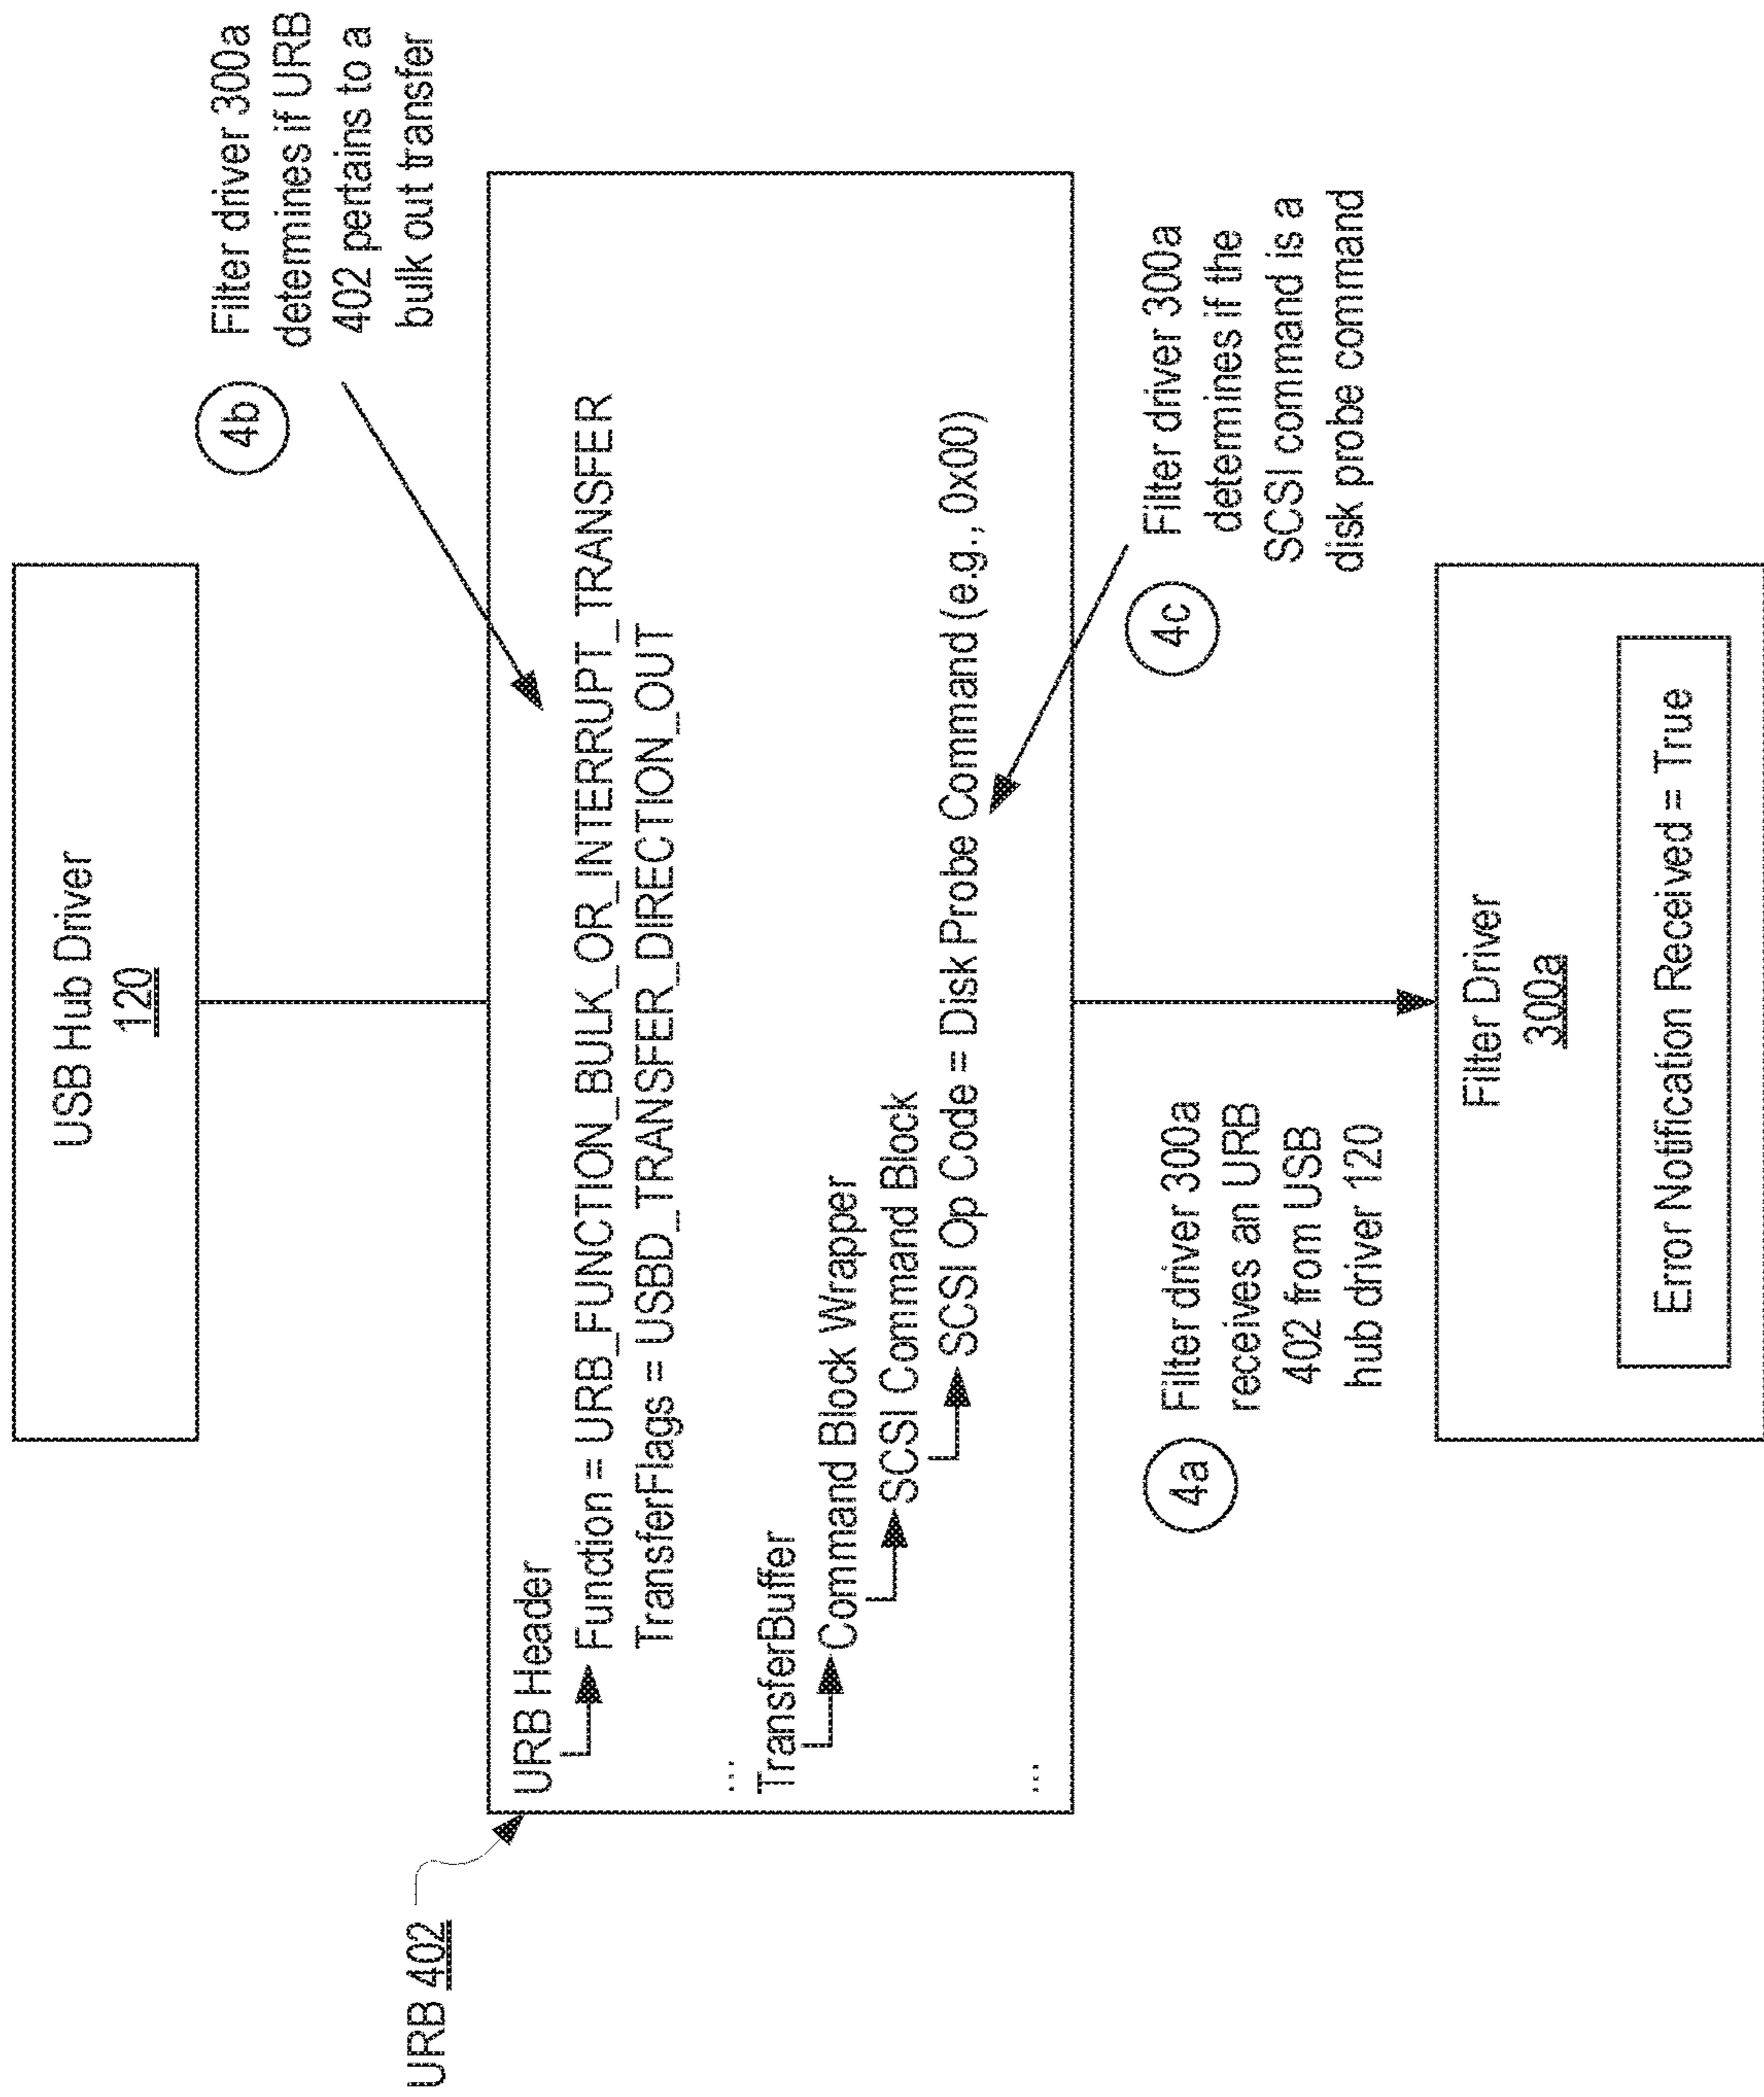 USB Hub Driver
120
4b
Filter driver 300a
determines if URB
402 pertains to a
bulk out transfer
URB 402
URB Header
Function = URB_FUNCTION_BULK_OR_INTERRUPT_TRANSFER
TransferFlags = USBD_TRANSFER_DIRECTION_OUT
...
TransferBuffer
Command Block Wrapper
SCSI Command Block
SCSI Op Code = Disk Probe Command (e.g., 0x00)
...
4a
Filter driver 300a
receives an URB
402 from USB
hub driver 120
4c
Filter driver 300a
determines if the
SCSI command is a
disk probe command
Filter Driver
300a
Error Notification Received = True